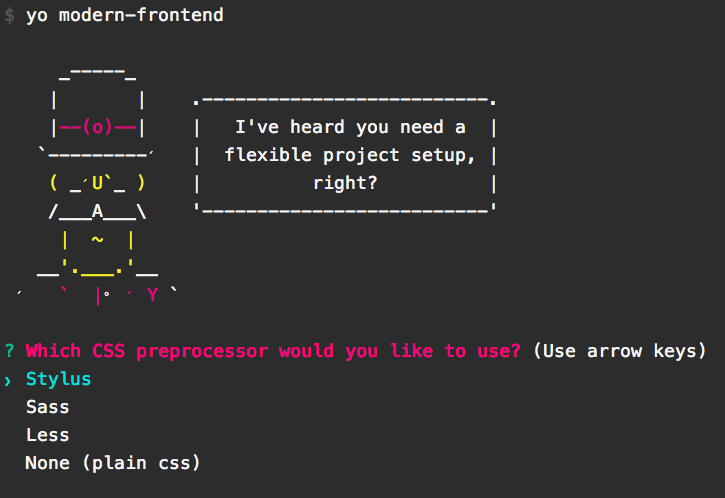 $ yo modern-frontend
I've heard you need a
flexible project setup,
right?
? Which CSS preprocessor would you like to use? (Use arrow keys)
› Stylus
Sass
Less
None (plain css)